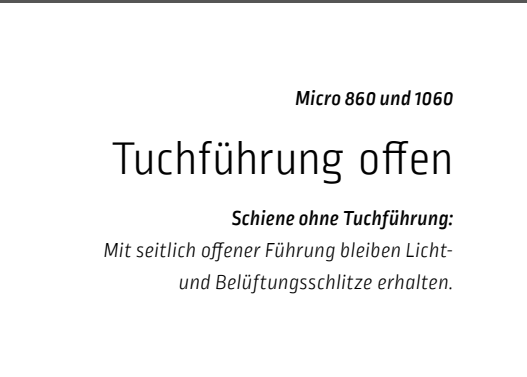 Micro 860 und 1060
Tuchführung offen
Schiene ohne Tuchführung:
Mit seitlich offener Führung bleiben Licht-
und Belüftungsschlitze erhalten.